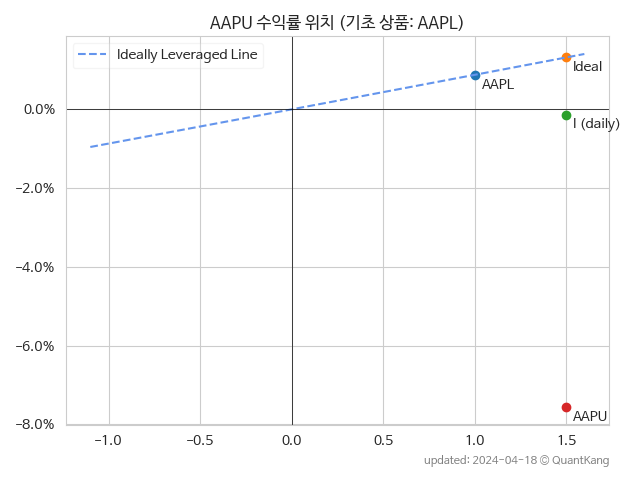 AAPU 수익률 위치 (기초 상품: AAPL)
Ideally Leveraged Line
Ideal
AAPL
I (daily)
AAPU
0.0%
-2.0%
-4.0%
-6.0%
-8.0%
-1.0
-0.5
0.0
0.5
1.0
1.5
updated: 2024-04-18 © QuantKang